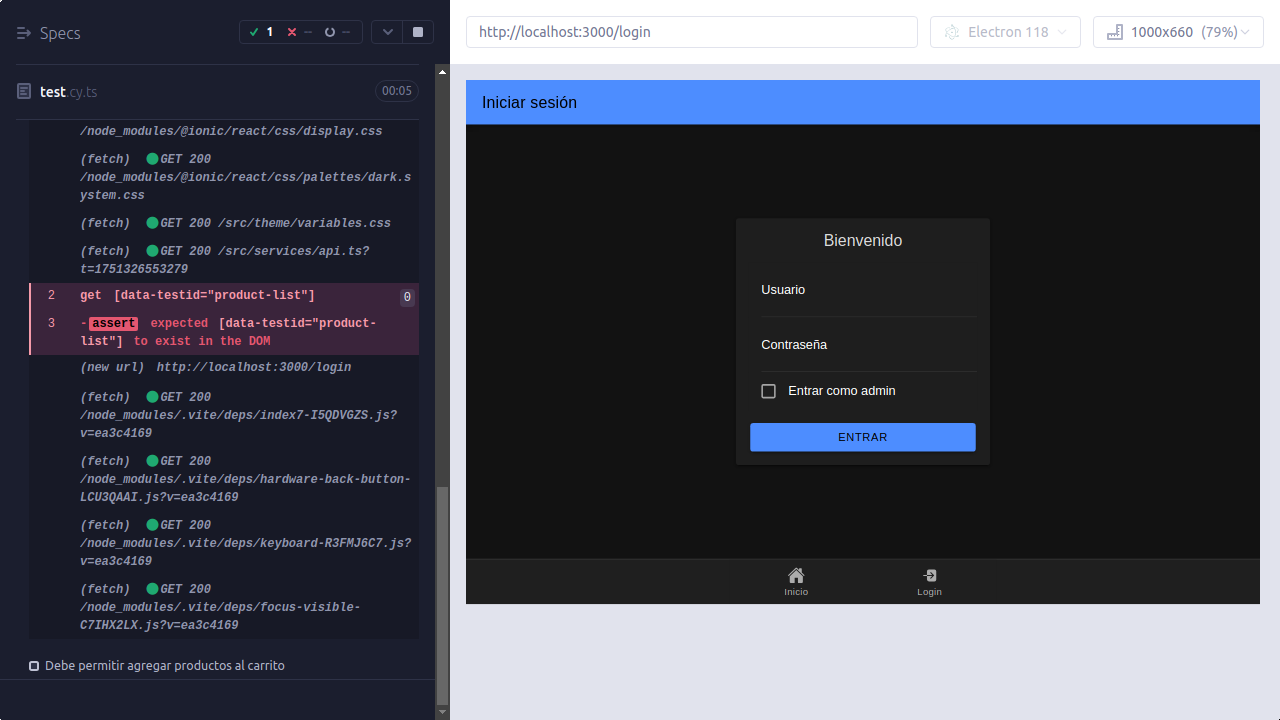 Specs
1
--
--
test.cy.ts
00:05
/node_modules/@ionic/react/css/display.css
(fetch) GET 200
/node_modules/@ionic/react/css/palettes/dark.s
ystem.css
(fetch) GET 200 /src/theme/variables.css
(fetch) GET 200 /src/services/api.ts?
t=1751326553279
2 get [data-testid="product-list"] 0
3 -assert expected [data-testid="product-
list"] to exist in the DOM
(new url) http://localhost:3000/login
(fetch) GET 200
/node_modules/.vite/deps/index7-I5QDVGZS.js?
v=ea3c4169
(fetch) GET 200
/node_modules/.vite/deps/hardware-back-button-
LCU3QAAI.js?v=ea3c4169
(fetch) GET 200
/node_modules/.vite/deps/keyboard-R3FMJ6C7.js?
v=ea3c4169
(fetch) GET 200
/node_modules/.vite/deps/focus-visible-
C7IHX2LX.js?v=ea3c4169
Debe permitir agregar productos al carrito
http://localhost:3000/login
Electron 118
1000x660 (79%)
Iniciar sesión
Bienvenido
Usuario
Contraseña
Entrar como admin
ENTRAR
Inicio
Login